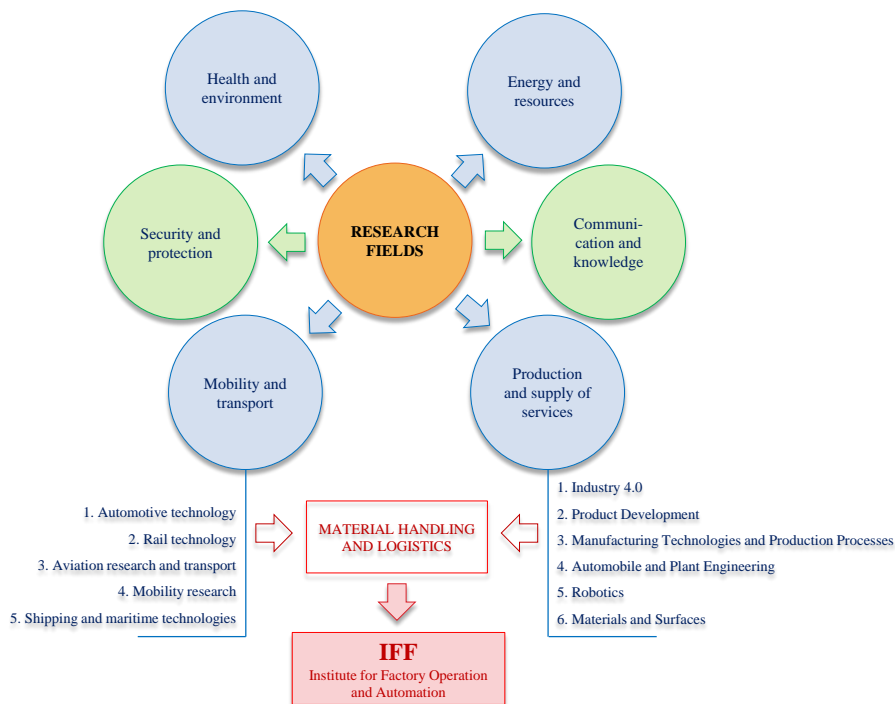 Health and
environment
Energy and
resources
Security and
protection
RESEARCH
FIELDS
Communi-
cation and
knowledge
Mobility and
transport
Production
and supply of
services
1. Automotive technology
2. Rail technology
3. Aviation research and transport
4. Mobility research
5. Shipping and maritime technologies
MATERIAL HANDLING
AND LOGISTICS
1. Industry 4.0
2. Product Development
3. Manufacturing Technologies and Production Processes
4. Automobile and Plant Engineering
5. Robotics
6. Materials and Surfaces
IFF
Institute for Factory Operation
and Automation